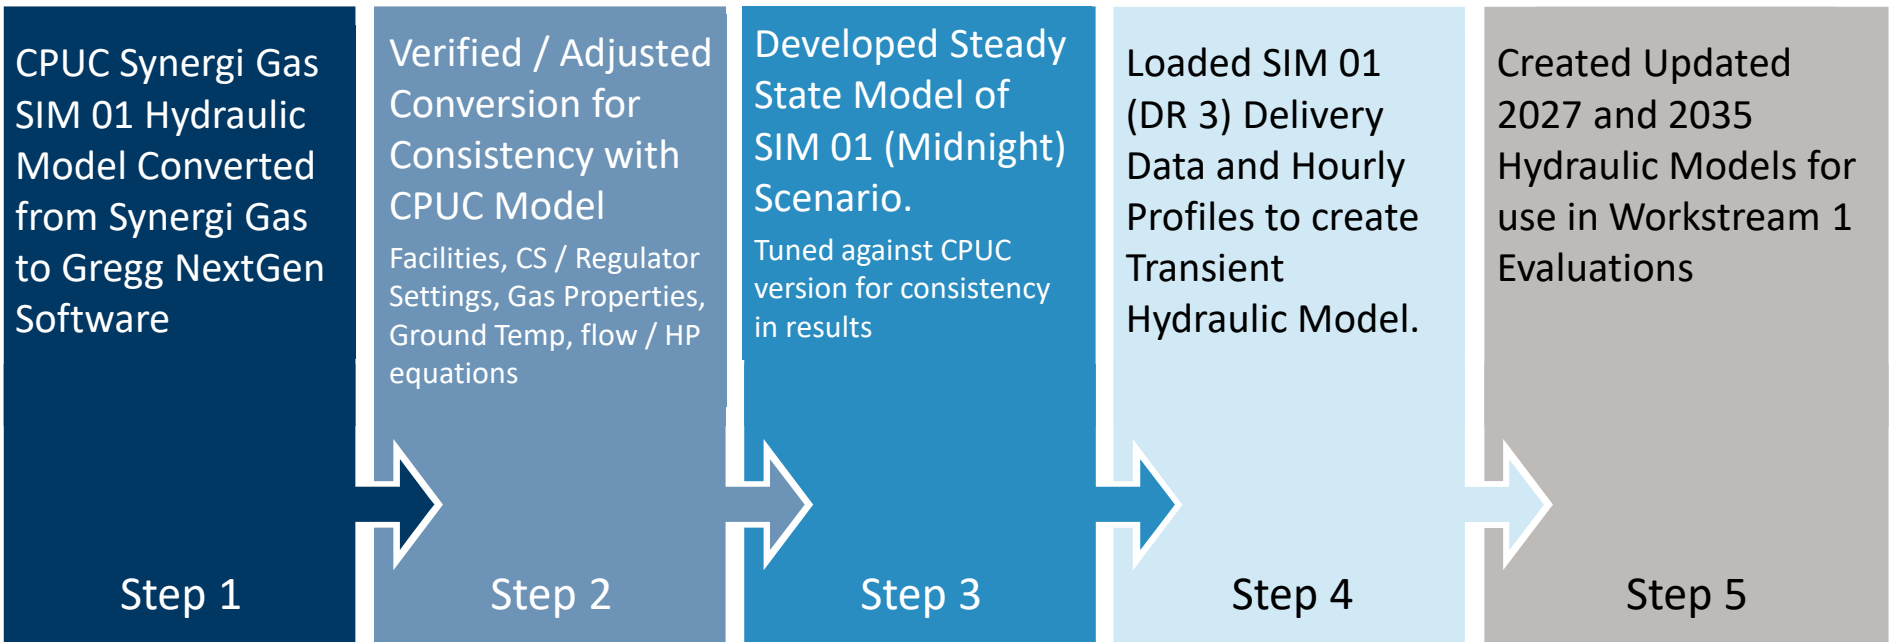 CPUC Synergi Gas
SIM 01 Hydraulic
Model Converted
from Synergi Gas
to Gregg NextGen
Software
Step 1
Verified / Adjusted
Conversion for
Consistency with
CPUC Model
Facilities, CS / Regulator
Settings, Gas Properties,
Ground Temp, flow / HP
equations
Step 2
Developed Steady
State Model of
SIM 01 (Midnight)
Scenario.
Tuned against CPUC
version for consistency
in results
Step 3
Loaded SIM 01
(DR 3) Delivery
Data and Hourly
Profiles to create
Transient
Hydraulic Model.
Step 4
Created Updated
2027 and 2035
Hydraulic Models for
use in Workstream 1
Evaluations
Step 5